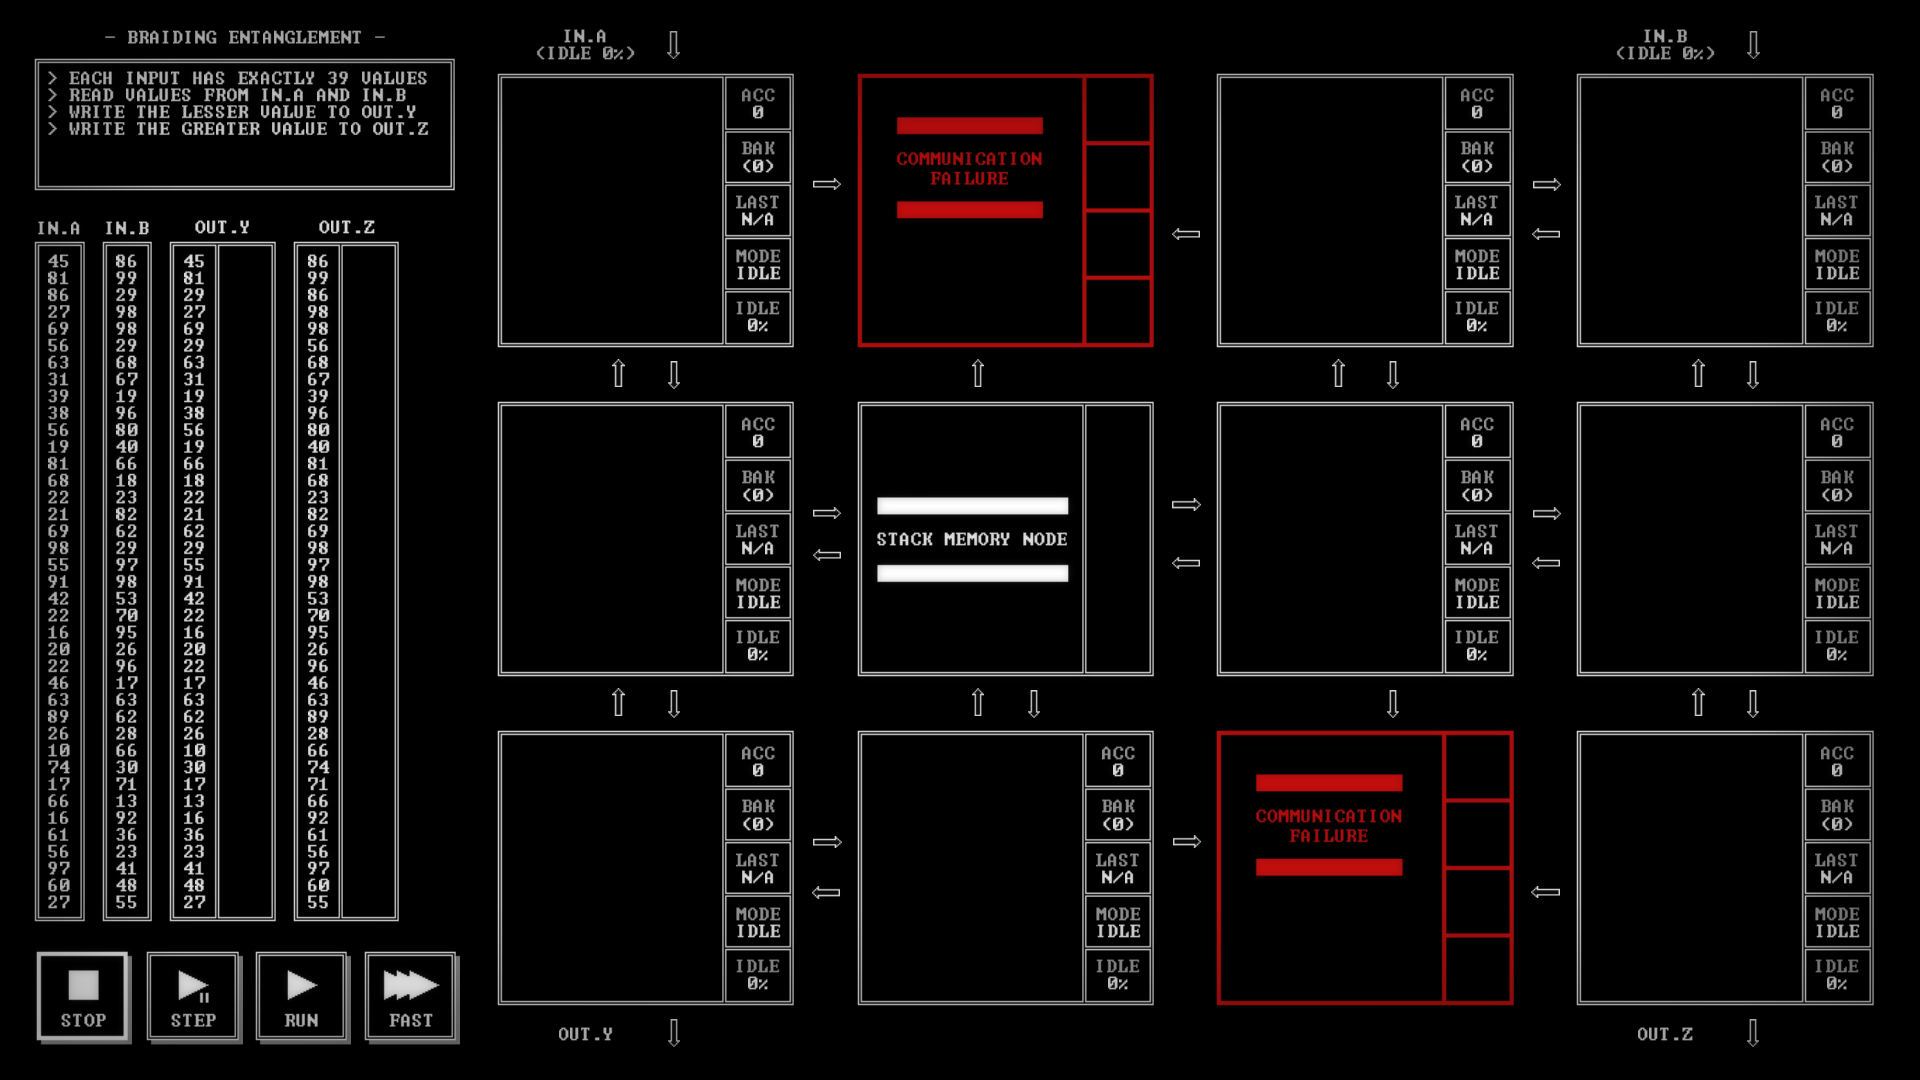 - BRAIDING ENTANGLEMENT -
> EACH INPUT HAS EXACTLY 39 VALUES
> READ VALUES FROM IN.A AND IN.B
> WRITE THE LESSER VALUE TO OUT.Y
> WRITE THE GREATER VALUE TO OUT.Z
IN.A IN.B OUT.Y OUT.Z
45 86 45 86
81 99 81 99
86 29 29 86
27 98 27 98
69 98 69 98
56 29 29 56
63 68 63 68
31 67 31 67
39 19 19 39
38 96 38 96
56 80 56 80
19 40 19 40
81 66 66 81
68 18 18 68
22 23 22 23
21 82 21 82
69 62 62 69
98 29 29 98
55 97 55 97
91 98 91 98
42 53 42 53
22 70 22 70
16 95 16 95
20 26 20 26
22 96 22 96
46 17 17 46
63 63 63 63
89 62 62 89
26 28 26 28
10 66 10 66
74 30 30 74
17 71 17 71
66 13 13 66
16 92 16 92
61 36 36 61
56 23 23 56
97 41 41 97
60 48 48 60
27 55 27 55
STOP STEP RUN FAST
IN.A
(IDLE 0%)
IN.B
(IDLE 0%)
ACC
0
BAK
(0)
LAST
N/A
MODE
IDLE
IDLE
0%
COMMUNICATION
FAILURE
ACC
0
BAK
(0)
LAST
N/A
MODE
IDLE
IDLE
0%
ACC
0
BAK
(0)
LAST
N/A
MODE
IDLE
IDLE
0%
ACC
0
BAK
(0)
LAST
N/A
MODE
IDLE
IDLE
0%
STACK MEMORY NODE
ACC
0
BAK
(0)
LAST
N/A
MODE
IDLE
IDLE
0%
ACC
0
BAK
(0)
LAST
N/A
MODE
IDLE
IDLE
0%
ACC
0
BAK
(0)
LAST
N/A
MODE
IDLE
IDLE
0%
ACC
0
BAK
(0)
LAST
N/A
MODE
IDLE
IDLE
0%
COMMUNICATION
FAILURE
ACC
0
BAK
(0)
LAST
N/A
MODE
IDLE
IDLE
0%
OUT.Y
OUT.Z